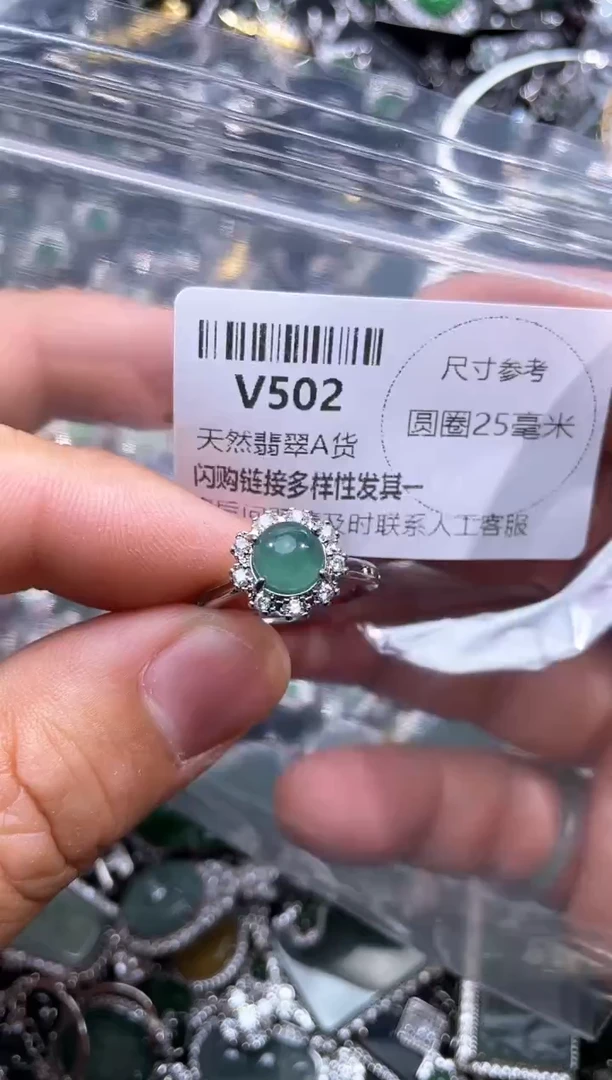 V502
天然翡翠A货
闪购链接多样性发其一
及时联系人工客服
尺寸参考
圆圈25毫米